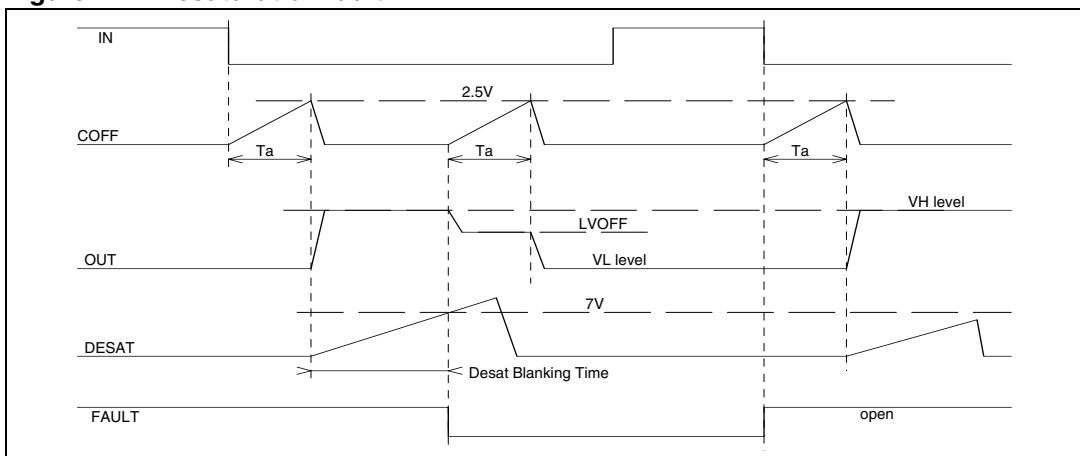 IN
2.5V
COFF
Ta
Ta
Ta
VH level
LVOFF
OUT
VL level
7V
DESAT
Desat Blanking Time
FAULT
open